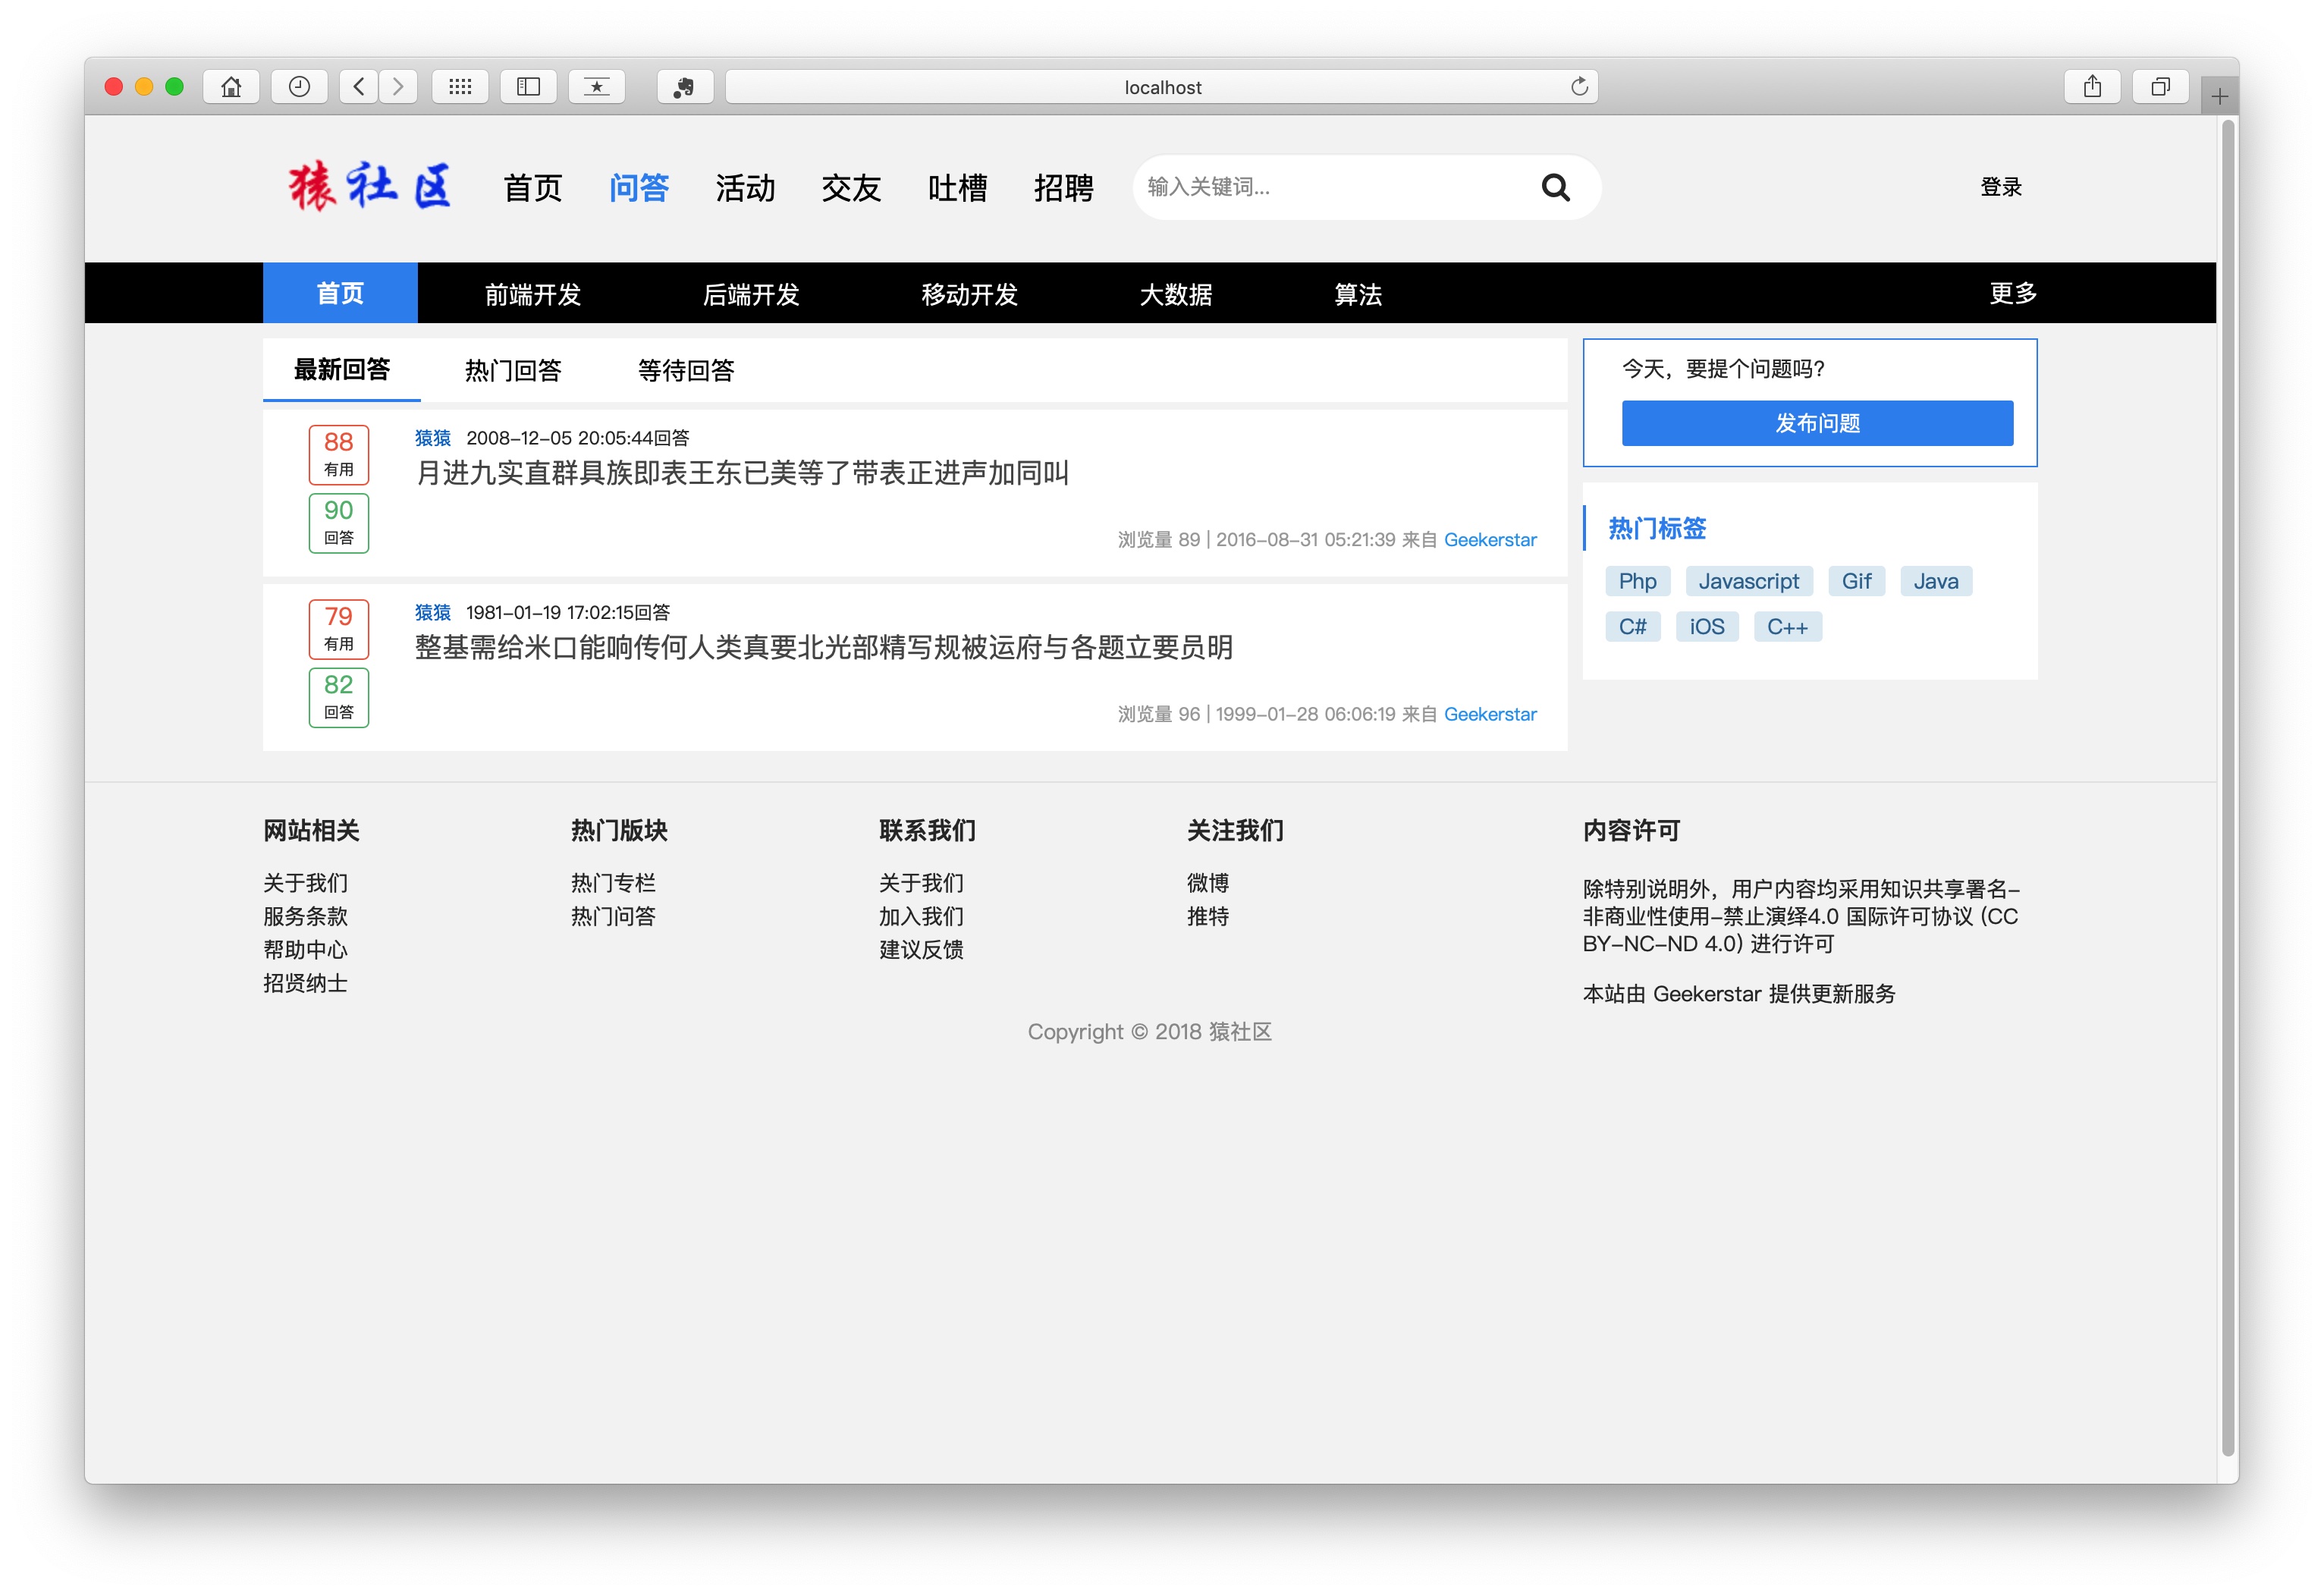 localhost
猿社区 首页 问答 活动 交友 吐槽 招聘 输入关键词... 登录
首页 前端开发 后端开发 移动开发 大数据 算法 更多
最新回答 热门回答 等待回答
88
有用
90
回答
猿猿 2008-12-05 20:05:44回答
月进九实直群具族即表王东已美等了带表正进声加同叫
浏览量 89 | 2016-08-31 05:21:39 来自 Geekerstar
79
有用
82
回答
猿猿 1981-01-19 17:02:15回答
整基需给米口能响传何人类真要北光部精写规被运府与各题立要员明
浏览量 96 | 1999-01-28 06:06:19 来自 Geekerstar
今天，要提个问题吗?
发布问题
热门标签
Php Javascript Gif Java
C# iOS C++
网站相关
关于我们
服务条款
帮助中心
招贤纳士
热门版块
热门专栏
热门问答
联系我们
关于我们
加入我们
建议反馈
关注我们
微博
推特
内容许可
除特别说明外，用户内容均采用知识共享署名-
非商业性使用-禁止演绎4.0 国际许可协议 (CC
BY-NC-ND 4.0) 进行许可
本站由 Geekerstar 提供更新服务
Copyright © 2018 猿社区